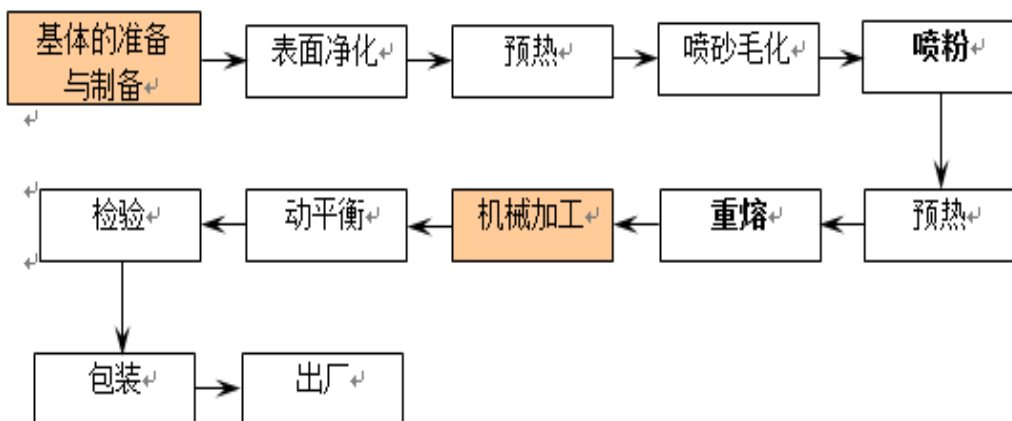 基体的准备
与制备
表面净化
预热
喷砂毛化
喷粉
预热
重熔
机械加工
动平衡
检验
包装
出厂